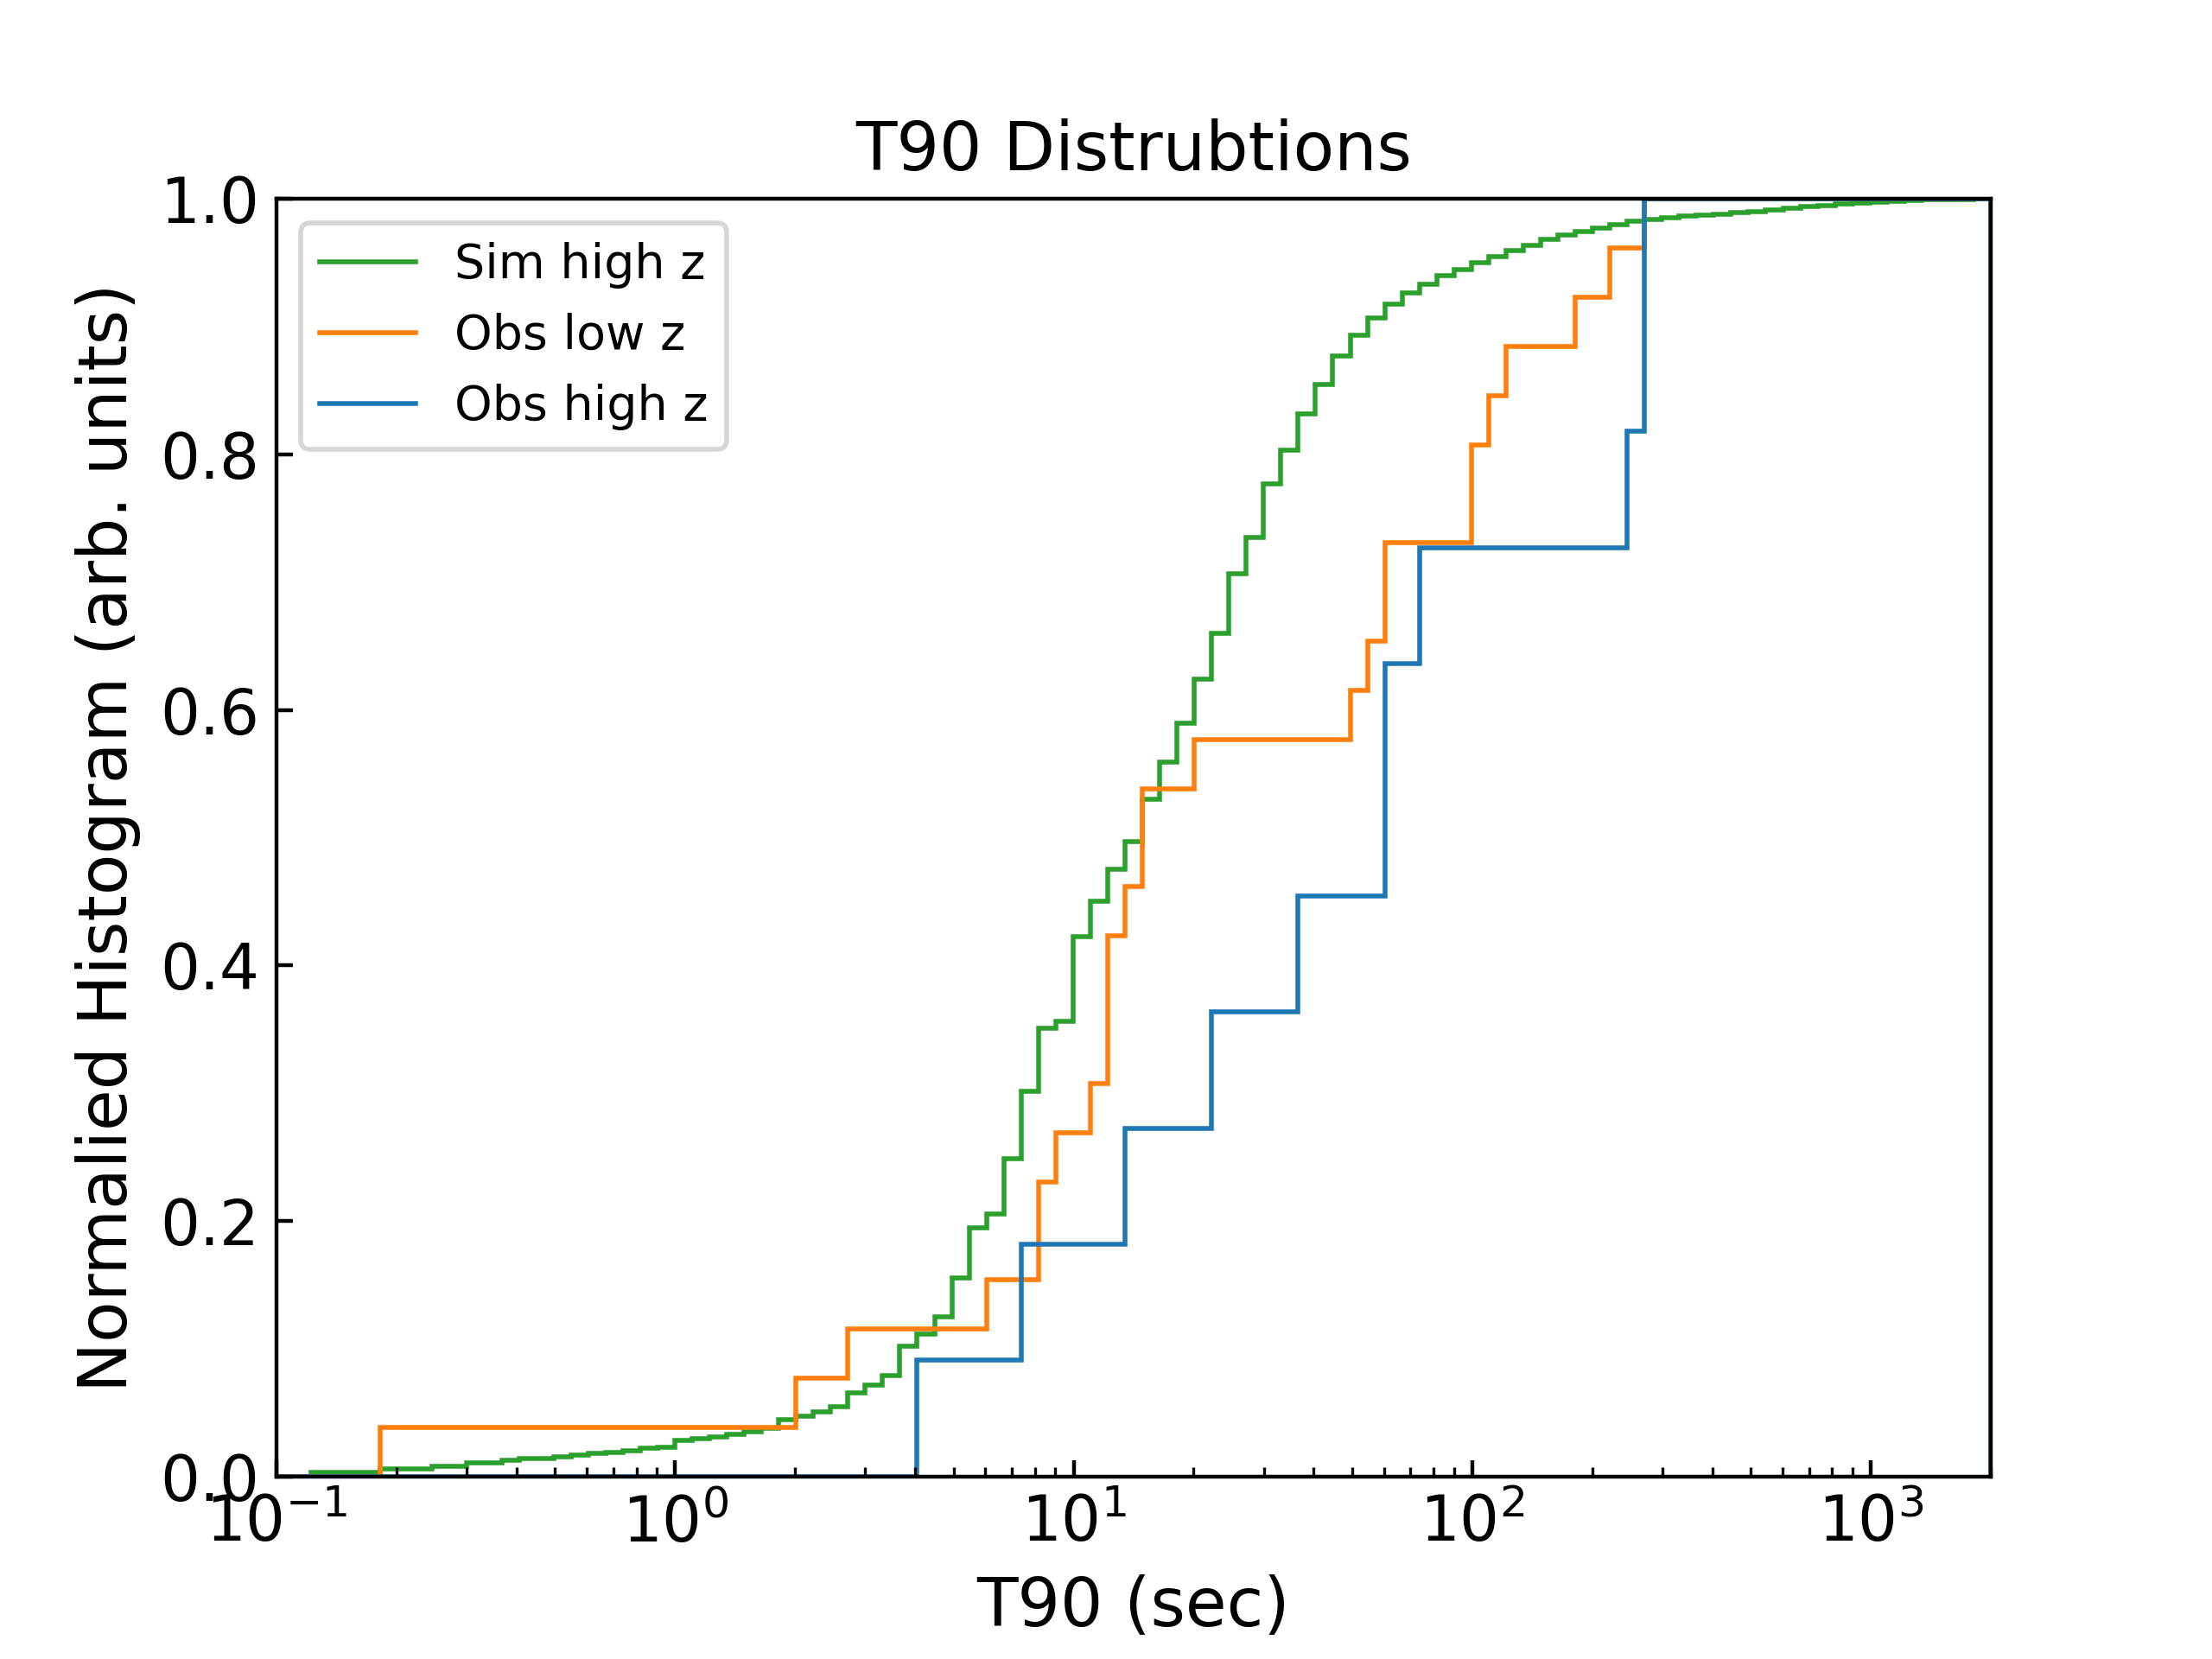 T90 Distrubtions
Normalied Histogram (arb. units)
1.0
0.8
0.6
0.4
0.2
0.0
Sim high z
Obs low z
Obs high z
10⁻¹ 10⁰ 10¹ 10² 10³
T90 (sec)